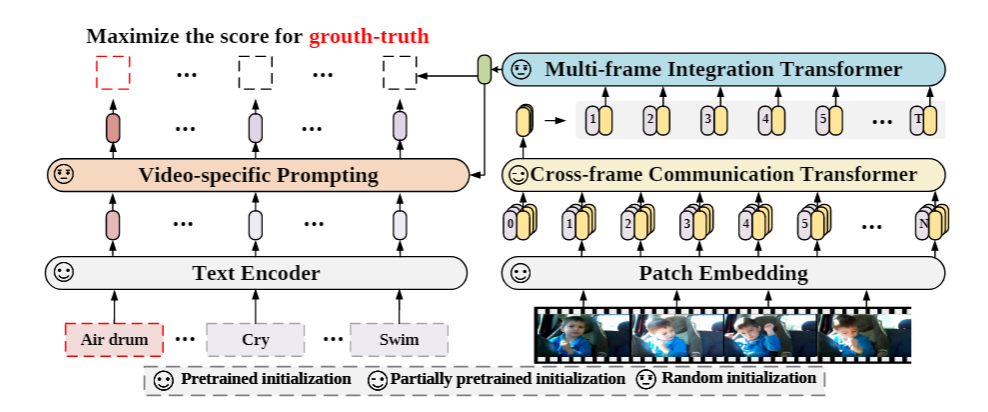 Maximize the score for grouth-truth
... ...
Multi-frame Integration Transformer
1 2 3 4 5 ... T
... ...
Video-specific Prompting
Cross-frame Communication Transformer
... ...
0 1 2 3 4 5 ... N
Text Encoder
Patch Embedding
Air drum ... Cry ... Swim
Pretrained initialization Partially pretrained initialization Random initialization